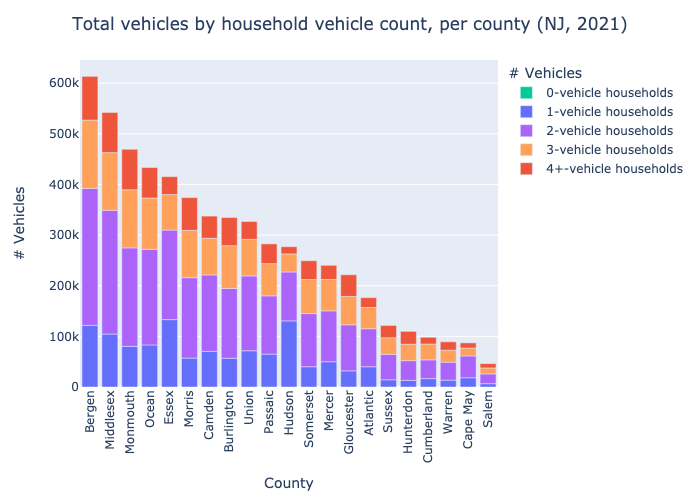 Total vehicles by household vehicle count, per county (NJ, 2021)
# Vehicles
0-vehicle households
1-vehicle households
2-vehicle households
3-vehicle households
4+-vehicle households
600k
500k
400k
300k
200k
100k
0
# Vehicles
Bergen
Middlesex
Monmouth
Ocean
Essex
Morris
Camden
Burlington
Union
Passaic
Hudson
Somerset
Mercer
Gloucester
Atlantic
Sussex
Hunterdon
Cumberland
Warren
Cape May
Salem
County